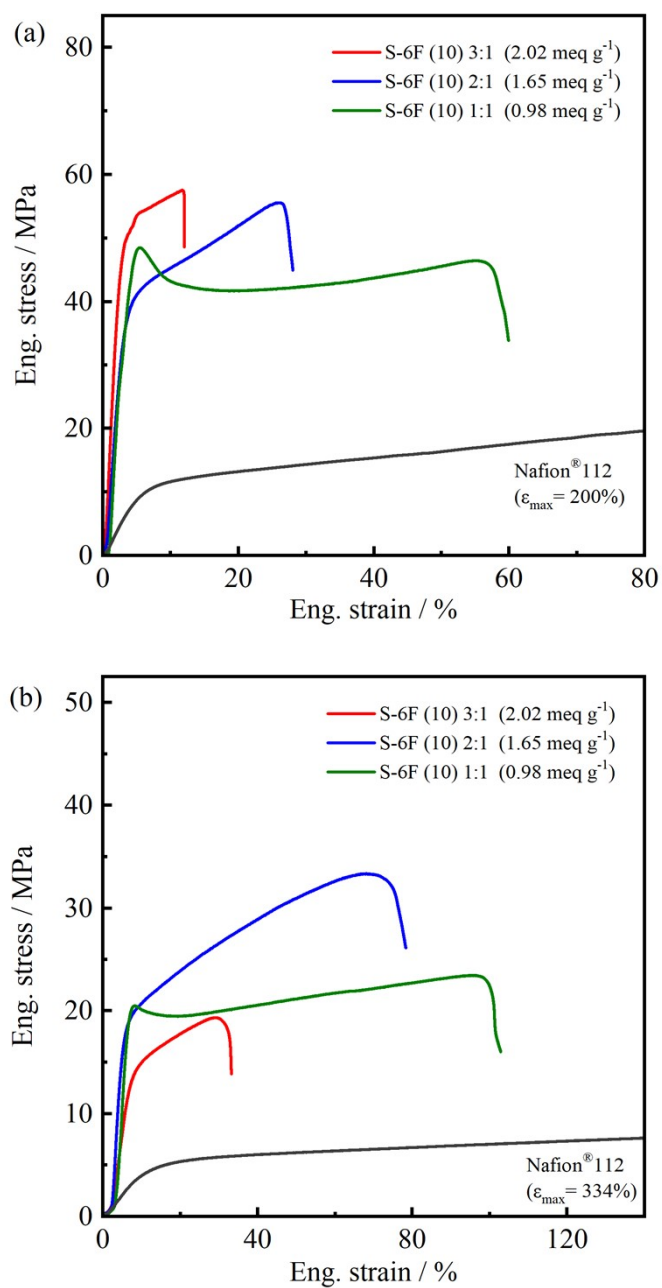 (a)
80
60
40
20
0
Eng. stress / MPa
S-6F (10) 3:1 (2.02 meq g⁻¹)
S-6F (10) 2:1 (1.65 meq g⁻¹)
S-6F (10) 1:1 (0.98 meq g⁻¹)
Nafion®112
(εmax= 200%)
0 20 40 60 80
Eng. strain / %
(b)
50
40
30
20
10
0
Eng. stress / MPa
S-6F (10) 3:1 (2.02 meq g⁻¹)
S-6F (10) 2:1 (1.65 meq g⁻¹)
S-6F (10) 1:1 (0.98 meq g⁻¹)
Nafion®112
(εmax= 334%)
0 40 80 120
Eng. strain / %